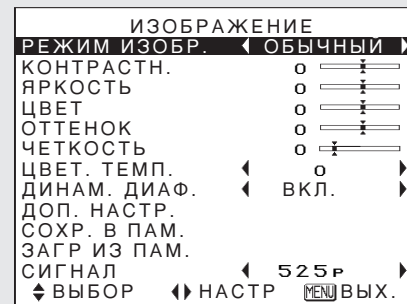 ИЗОБРАЖЕНИЕ
РЕЖИМ ИЗОБР. ОБЫЧНЫЙ
КОНТРАСТН. 0
ЯРКОСТЬ 0
ЦВЕТ 0
ОТТЕНОК 0
ЧЕТКОСТЬ 0
ЦВЕТ. ТЕМП. 0
ДИНАМ. ДИАФ. ВКЛ.
ДОП. НАСТР.
СОХР. В ПАМ.
ЗАГР ИЗ ПАМ.
СИГНАЛ 525P
ВЫБОР НАСТР MENU ВЫХ.